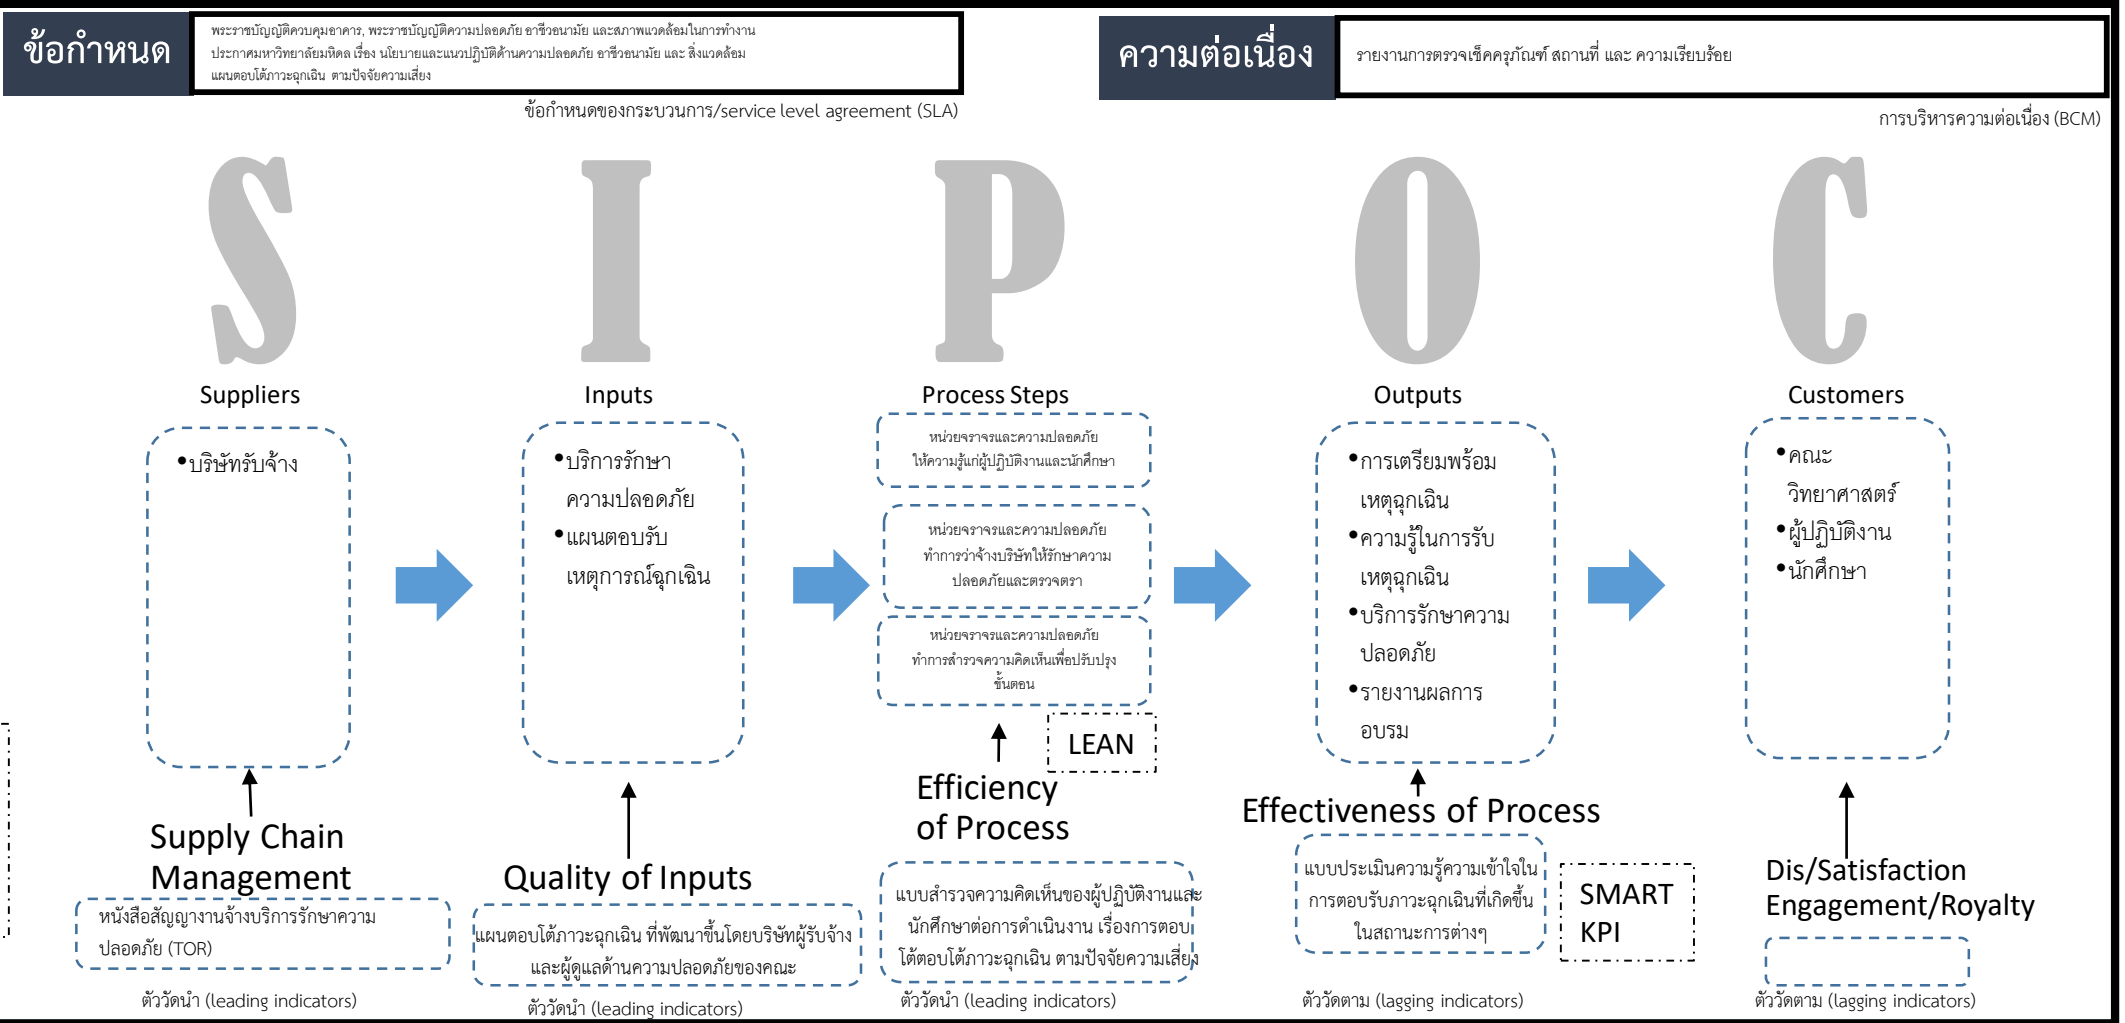 ข้อกำหนด
พระราชบัญญัติควบคุมอาคาร, พระราชบัญญัติความปลอดภัย อาชีวอนามัย และสภาพแวดล้อมในการทำงาน
ประกาศมหาวิทยาลัยมหิดล เรื่อง นโยบายและแนวปฏิบัติด้านความปลอดภัย อาชีวอนามัย และ สิ่งแวดล้อม
แผนตอบโต้ภาวะฉุกเฉิน ตามปัจจัยความเสี่ยง
ข้อกำหนดของกระบวนการ/service level agreement (SLA)
ความต่อเนื่อง
รายงานการตรวจเช็คครุภัณฑ์ สถานที่ และ ความเรียบร้อย
การบริหารความต่อเนื่อง (BCM)
S I P O C
Suppliers
•บริษัทรับจ้าง
Supply Chain
Management
หนังสือสัญญางานจ้างบริการรักษาความ
ปลอดภัย (TOR)
ตัววัดนำ (leading indicators)
Inputs
•บริการรักษา
ความปลอดภัย
•แผนตอบรับ
เหตุการณ์ฉุกเฉิน
Quality of Inputs
แผนตอบโต้ภาวะฉุกเฉิน ที่พัฒนาขึ้นโดยบริษัทผู้รับจ้าง
และผู้ดูแลด้านความปลอดภัยของคณะ
ตัววัดนำ (leading indicators)
Process Steps
หน่วยจราจรและความปลอดภัย
ให้ความรู้แก่ผู้ปฏิบัติงานและนักศึกษา
หน่วยจราจรและความปลอดภัย
ทำการว่าจ้างบริษัทให้รักษาความ
ปลอดภัยและตรวจตรา
หน่วยจราจรและความปลอดภัย
ทำการสำรวจความคิดเห็นเพื่อปรับปรุง
ขั้นตอน
LEAN
Efficiency
of Process
แบบสำรวจความคิดเห็นของผู้ปฏิบัติงานและ
นักศึกษาต่อการดำเนินงาน เรื่องการตอบ
โต้ตอบโต้ภาวะฉุกเฉิน ตามปัจจัยความเสี่ยง
ตัววัดนำ (leading indicators)
Outputs
•การเตรียมพร้อม
เหตุฉุกเฉิน
•ความรู้ในการรับ
เหตุฉุกเฉิน
•บริการรักษาความ
ปลอดภัย
•รายงานผลการ
อบรม
Effectiveness of Process
แบบประเมินความรู้ความเข้าใจใน
การตอบรับภาวะฉุกเฉินที่เกิดขึ้น
ในสถานะการต่างๆ
SMART
KPI
ตัววัดตาม (lagging indicators)
Customers
•คณะ
วิทยาศาสตร์
•ผู้ปฏิบัติงาน
•นักศึกษา
Dis/Satisfaction
Engagement/Royalty
ตัววัดตาม (lagging indicators)